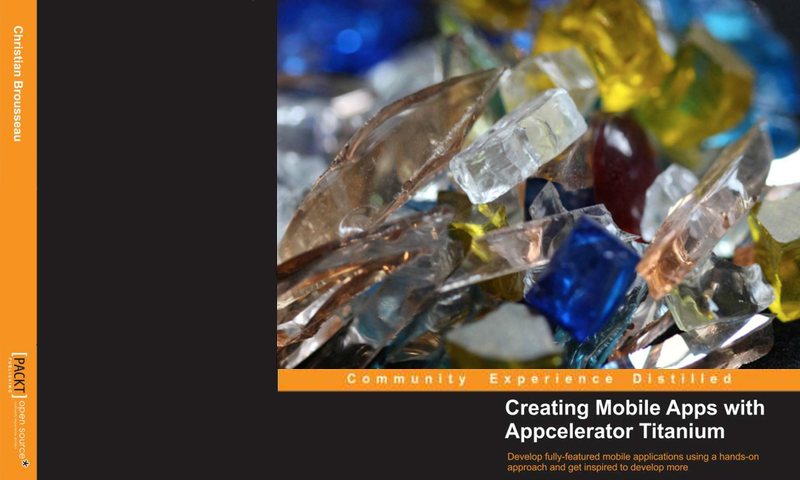 Christian Brousseau
[PACKT]
PUBLISHING
open source*
Community Experience Distilled
Creating Mobile Apps with
Appcelerator Titanium
Develop fully-featured mobile applications using a hands-on
approach and get inspired to develop more